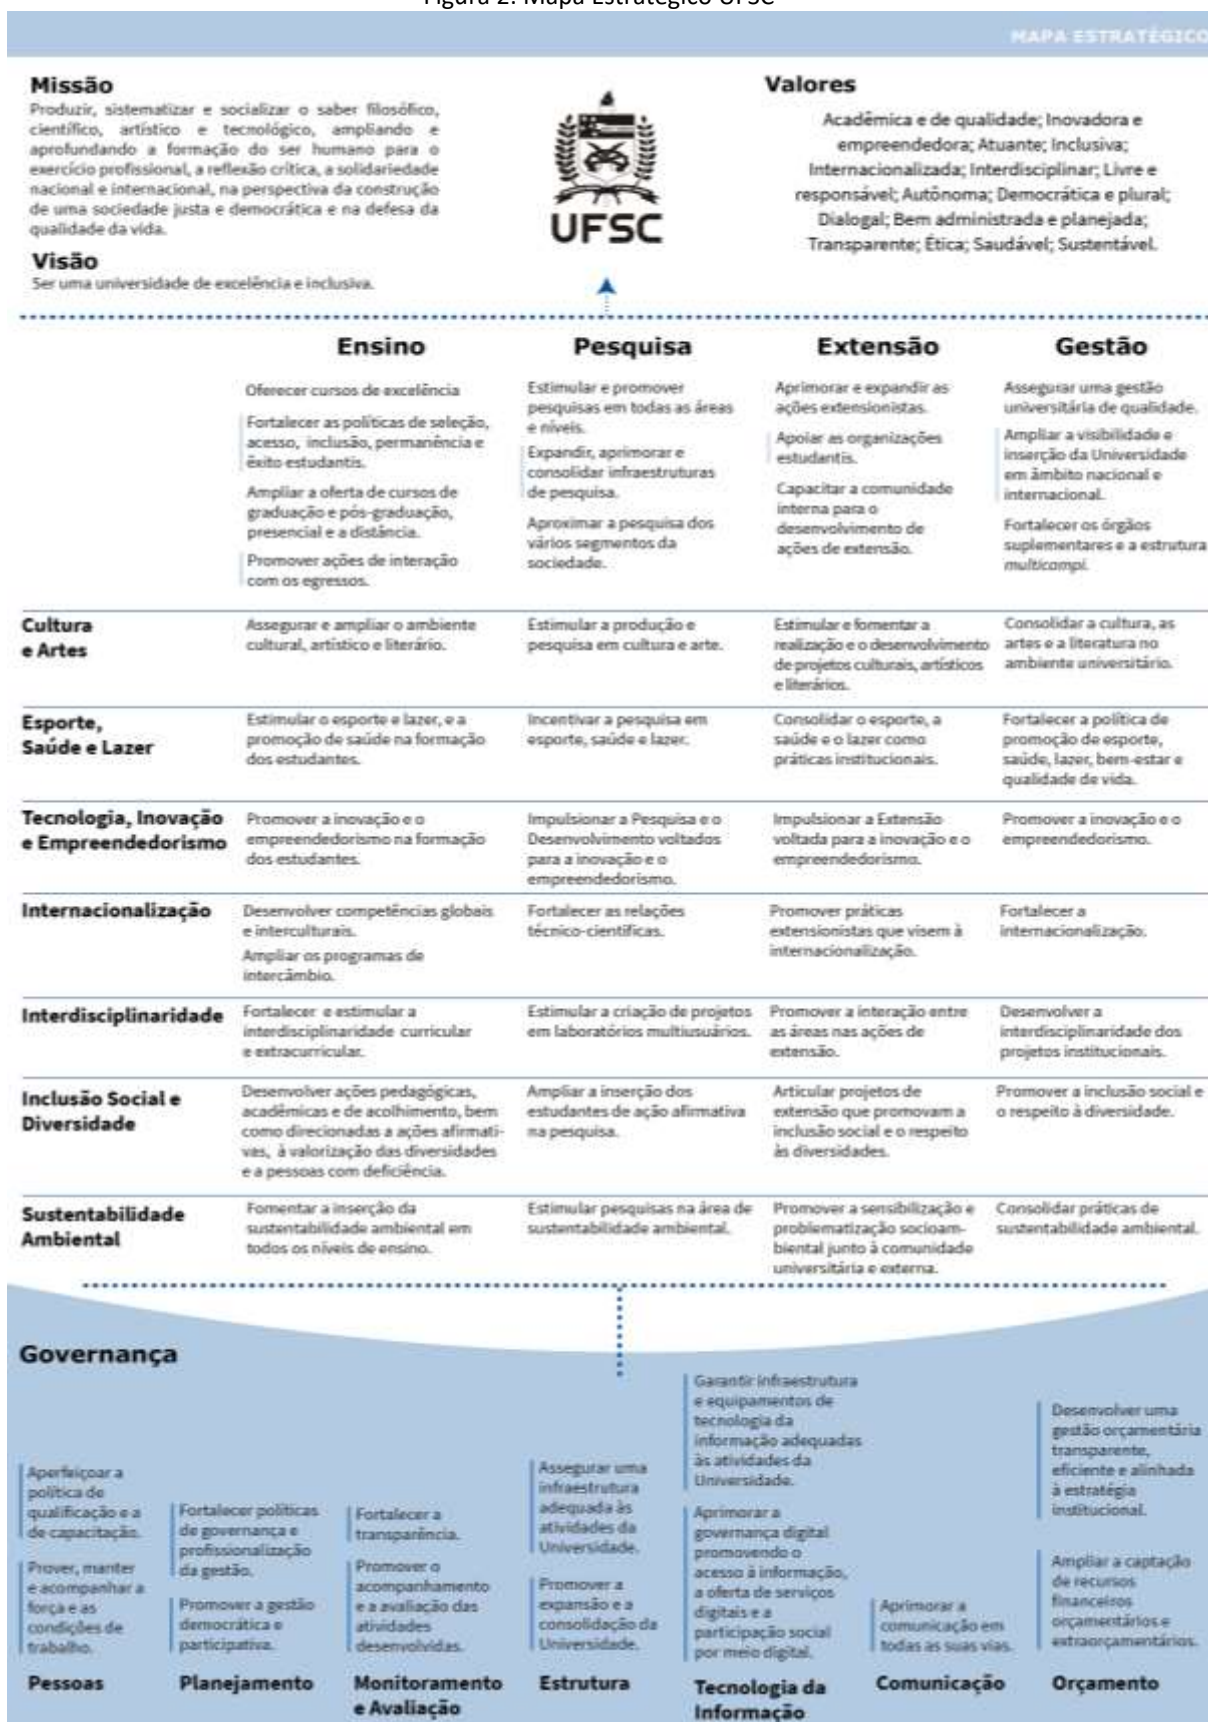 Figura 2: Mapa Estratégico UFSC
MAPA ESTRATÉGICO
Missão
Produzir, sistematizar e socializar o saber filosófico,
científico, artístico e tecnológico, ampliando e
aprofundando a formação do ser humano para o
exercício profissional, a reflexão crítica, a solidariedade
nacional e internacional, na perspectiva da construção
de uma sociedade justa e democrática e na defesa da
qualidade da vida.
Visão
Ser uma universidade de excelência e inclusiva.
UFSC
Valores
Acadêmica e de qualidade; Inovadora e
empreendedora; Atuante; Inclusiva;
Internacionalizada; Interdisciplinar; Livre e
responsável; Autônoma; Democrática e plural;
Dialogal; Bem administrada e planejada;
Transparente; Ética; Saudável; Sustentável.
Ensino
Oferecer cursos de excelência
Fortalecer as políticas de seleção,
acesso, inclusão, permanência e
êxito estudantis.
Ampliar a oferta de cursos de
graduação e pós-graduação,
presencial e a distância.
Promover ações de interação
com os egressos.
Pesquisa
Estimular e promover
pesquisas em todas as áreas
e níveis.
Expandir, aprimorar e
consolidar infraestruturas
de pesquisa.
Aproximar a pesquisa dos
vários segmentos da
sociedade.
Extensão
Aprimorar e expandir as
ações extensionistas.
Apoiar as organizações
estudantis.
Capacitar a comunidade
interna para o
desenvolvimento de
ações de extensão.
Gestão
Assegurar uma gestão
universitária de qualidade.
Ampliar a visibilidade e
inserção da Universidade
em âmbito nacional e
internacional.
Fortalecer os órgãos
suplementares e a estrutura
multicampi.
Cultura
e Artes
Assegurar e ampliar o ambiente
cultural, artístico e literário.
Estimular a produção e
pesquisa em cultura e arte.
Estimular e fomentar a
realização e o desenvolvimento
de projetos culturais, artísticos
e literários.
Consolidar a cultura, as
artes e a literatura no
ambiente universitário.
Esporte,
Saúde e Lazer
Estimular o esporte e lazer, e a
promoção de saúde na formação
dos estudantes.
Incentivar a pesquisa em
esporte, saúde e lazer.
Consolidar o esporte, a
saúde e o lazer como
práticas institucionais.
Fortalecer a política de
promoção de esporte,
saúde, lazer, bem-estar e
qualidade de vida.
Tecnologia, Inovação
e Empreendedorismo
Promover a inovação e o
empreendedorismo na formação
dos estudantes.
Impulsionar a Pesquisa e o
Desenvolvimento voltados
para a inovação e o
empreendedorismo.
Impulsionar a Extensão
voltada para a inovação e o
empreendedorismo.
Promover a inovação e o
empreendedorismo.
Internacionalização
Desenvolver competências globais
e interculturais.
Ampliar os programas de
intercâmbio.
Fortalecer as relações
técnico-científicas.
Promover práticas
extensionistas que visem à
internacionalização.
Fortalecer a
internacionalização.
Interdisciplinaridade
Fortalecer e estimular a
interdisciplinaridade curricular
e extracurricular.
Estimular a criação de projetos
em laboratórios multiusuários.
Promover a interação entre
as áreas nas ações de
extensão.
Desenvolver a
interdisciplinaridade dos
projetos institucionais.
Inclusão Social e
Diversidade
Desenvolver ações pedagógicas,
acadêmicas e de acolhimento, bem
como direcionadas a ações afirmati-
vas, à valorização das diversidades
e a pessoas com deficiência.
Ampliar a inserção dos
estudantes de ação afirmativa
na pesquisa.
Articular projetos de
extensão que promovam a
inclusão social e o respeito
às diversidades.
Promover a inclusão social e
o respeito à diversidade.
Sustentabilidade
Ambiental
Fomentar a inserção da
sustentabilidade ambiental em
todos os níveis de ensino.
Estimular pesquisas na área de
sustentabilidade ambiental.
Promover a sensibilização e
problematização socioam-
biental junto à comunidade
universitária e externa.
Consolidar práticas de
sustentabilidade ambiental.
Governança
Aperfeiçoar a
política de
qualificação e a
de capacitação.
Prover, manter
e acompanhar a
força e as
condições de
trabalho.
Pessoas
Fortalecer políticas
de governança e
profissionalização
da gestão.
Promover a gestão
democrática e
participativa.
Planejamento
Fortalecer a
transparência.
Promover o
acompanhamento
e a avaliação das
atividades
desenvolvidas.
Monitoramento
e Avaliação
Assegurar uma
infraestrutura
adequada às
atividades da
Universidade.
Promover a
expansão e a
consolidação da
Universidade.
Estrutura
Garantir infraestrutura
e equipamentos de
tecnologia da
informação adequadas
às atividades da
Universidade.
Aprimorar a
governança digital
promovendo o
acesso à informação,
a oferta de serviços
digitais e a
participação social
por meio digital.
Tecnologia da
Informação
Aprimorar a
comunicação em
todas as suas vias.
Comunicação
Desenvolver uma
gestão orçamentária
transparente,
eficiente e alinhada
à estratégia
institucional.
Ampliar a captação
de recursos
financeiros
orçamentários e
extraorçamentários.
Orçamento